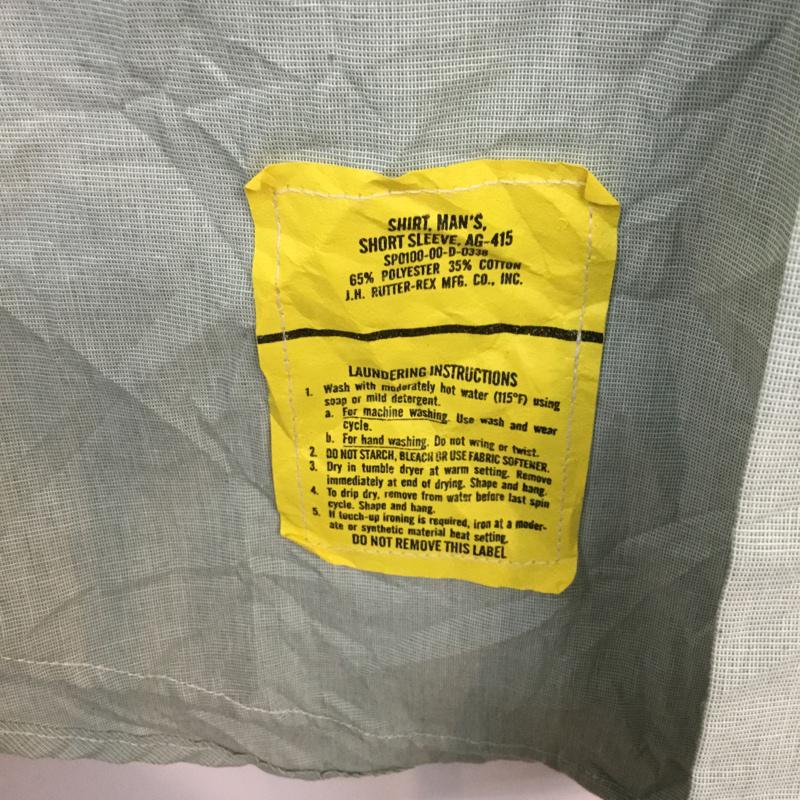 SHIRT, MAN'S,
SHORT SLEEVE, AG-415
SP0100-00-D-0338
65% POLYESTER 35% COTTON
J.H. RUTTER-REX MFG. CO., INC.
LAUNDERING INSTRUCTIONS
1. Wash with moderately hot water (115°F) using
soap or mild detergent.
a. For machine washing. Use wash and wear
cycle.
b. For hand washing. Do not wring or twist.
2. DO NOT STARCH, BLEACH OR USE FABRIC SOFTENER.
3. Dry in tumble dryer at warm setting. Remove
immediately at end of drying. Shape and hang.
4. To drip dry, remove from water before last spin
cycle. Shape and hang.
5. If touch-up ironing is required, iron at a moder-
ate or synthetic material heat setting.
DO NOT REMOVE THIS LABEL